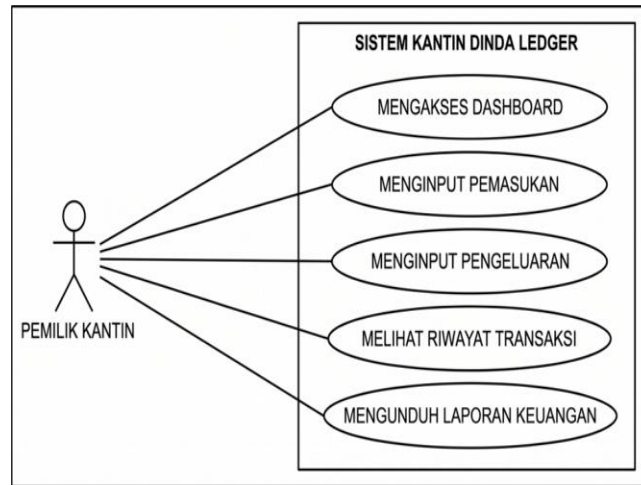 SISTEM KANTIN DINDA LEDGER
MENGAKSES DASHBOARD
MENGINPUT PEMASUKAN
MENGINPUT PENGELUARAN
MELIHAT RIWAYAT TRANSAKSI
MENGUNDUH LAPORAN KEUANGAN
PEMILIK KANTIN